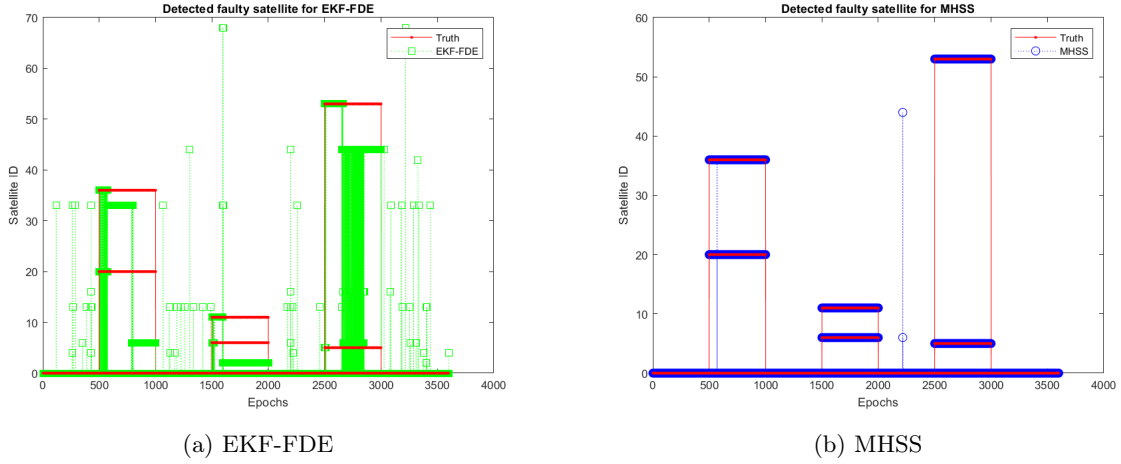 Detected faulty satellite for EKF-FDE
70
60
50
40
30
20
10
0
Satellite ID
0 500 1000 1500 2000 2500 3000 3500 4000
Epochs
Truth
EKF-FDE
(a) EKF-FDE
Detected faulty satellite for MHSS
60
50
40
30
20
10
0
Satellite ID
0 500 1000 1500 2000 2500 3000 3500 4000
Epochs
Truth
MHSS
(b) MHSS